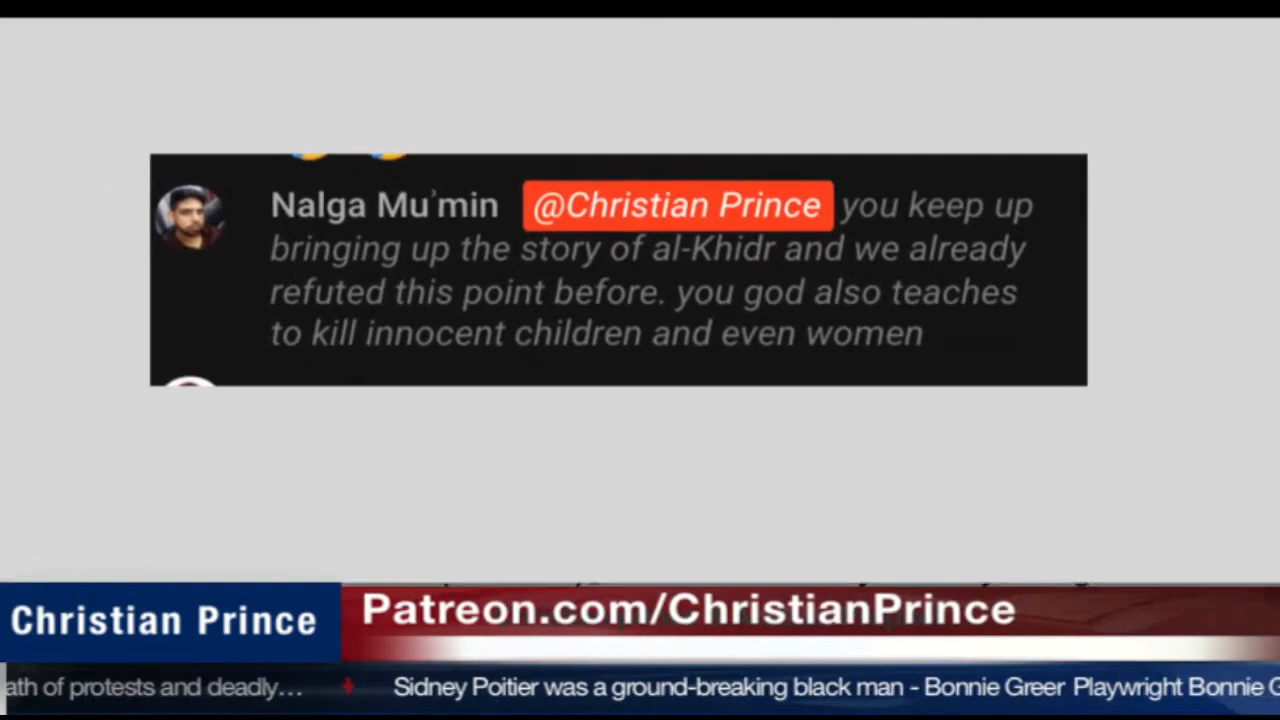 Nalga Mu'min @Christian Prince you keep up
bringing up the story of al-Khidr and we already
refuted this point before. you god also teaches
to kill innocent children and even women
Christian Prince
Patreon.com/ChristianPrince
ath of protests and deadly... Sidney Poitier was a ground-breaking black man - Bonnie Greer Playwright Bonnie G